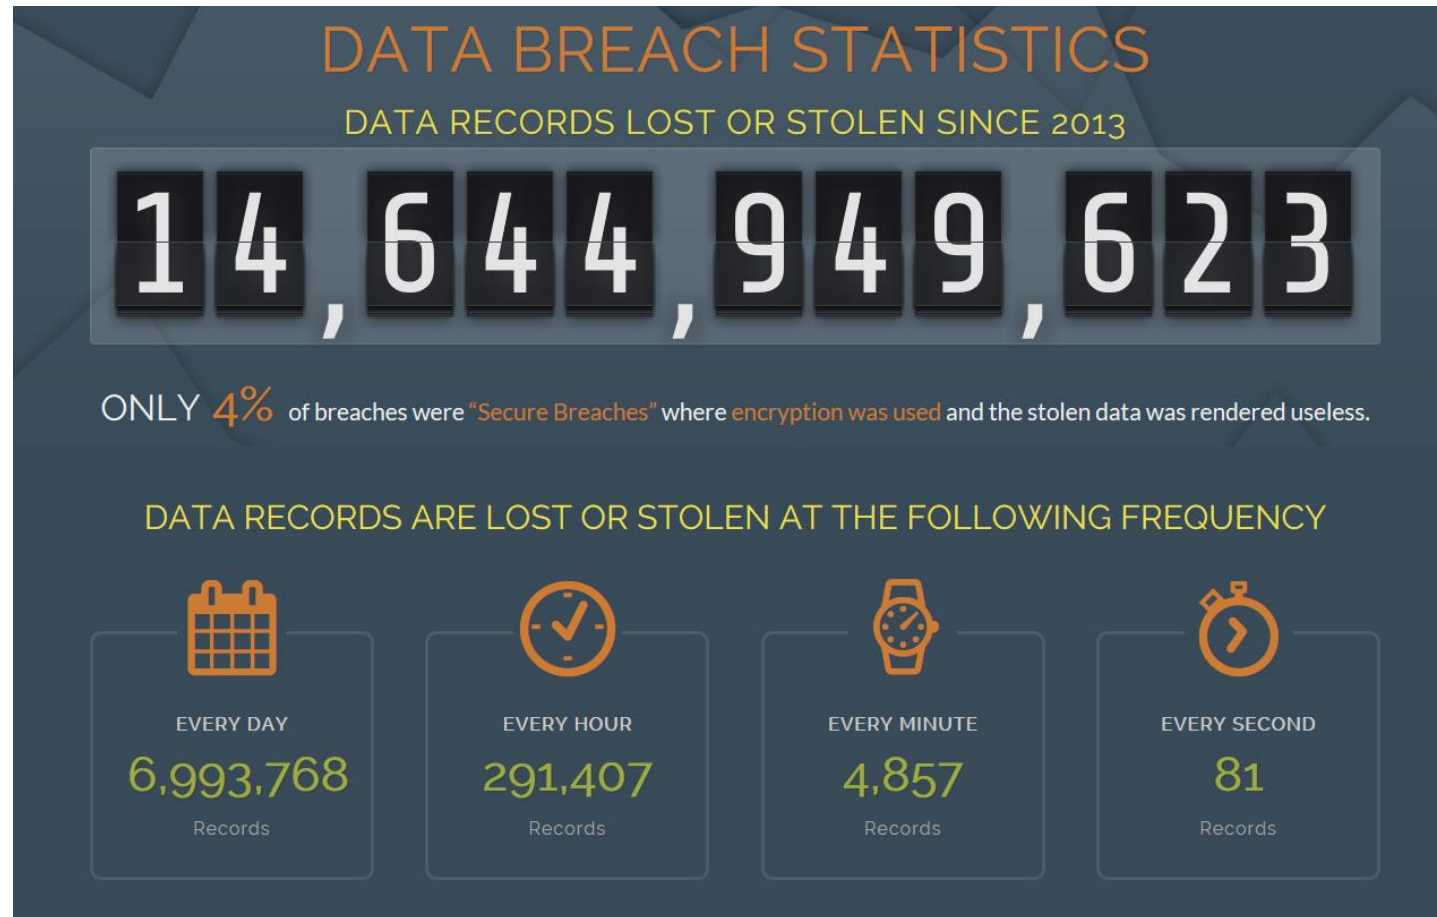 DATA BREACH STATISTICS
DATA RECORDS LOST OR STOLEN SINCE 2013
14,644,949,623
ONLY 4% of breaches were “Secure Breaches” where encryption was used and the stolen data was rendered useless.
DATA RECORDS ARE LOST OR STOLEN AT THE FOLLOWING FREQUENCY
EVERY DAY
6,993,768
Records
EVERY HOUR
291,407
Records
EVERY MINUTE
4,857
Records
EVERY SECOND
81
Records